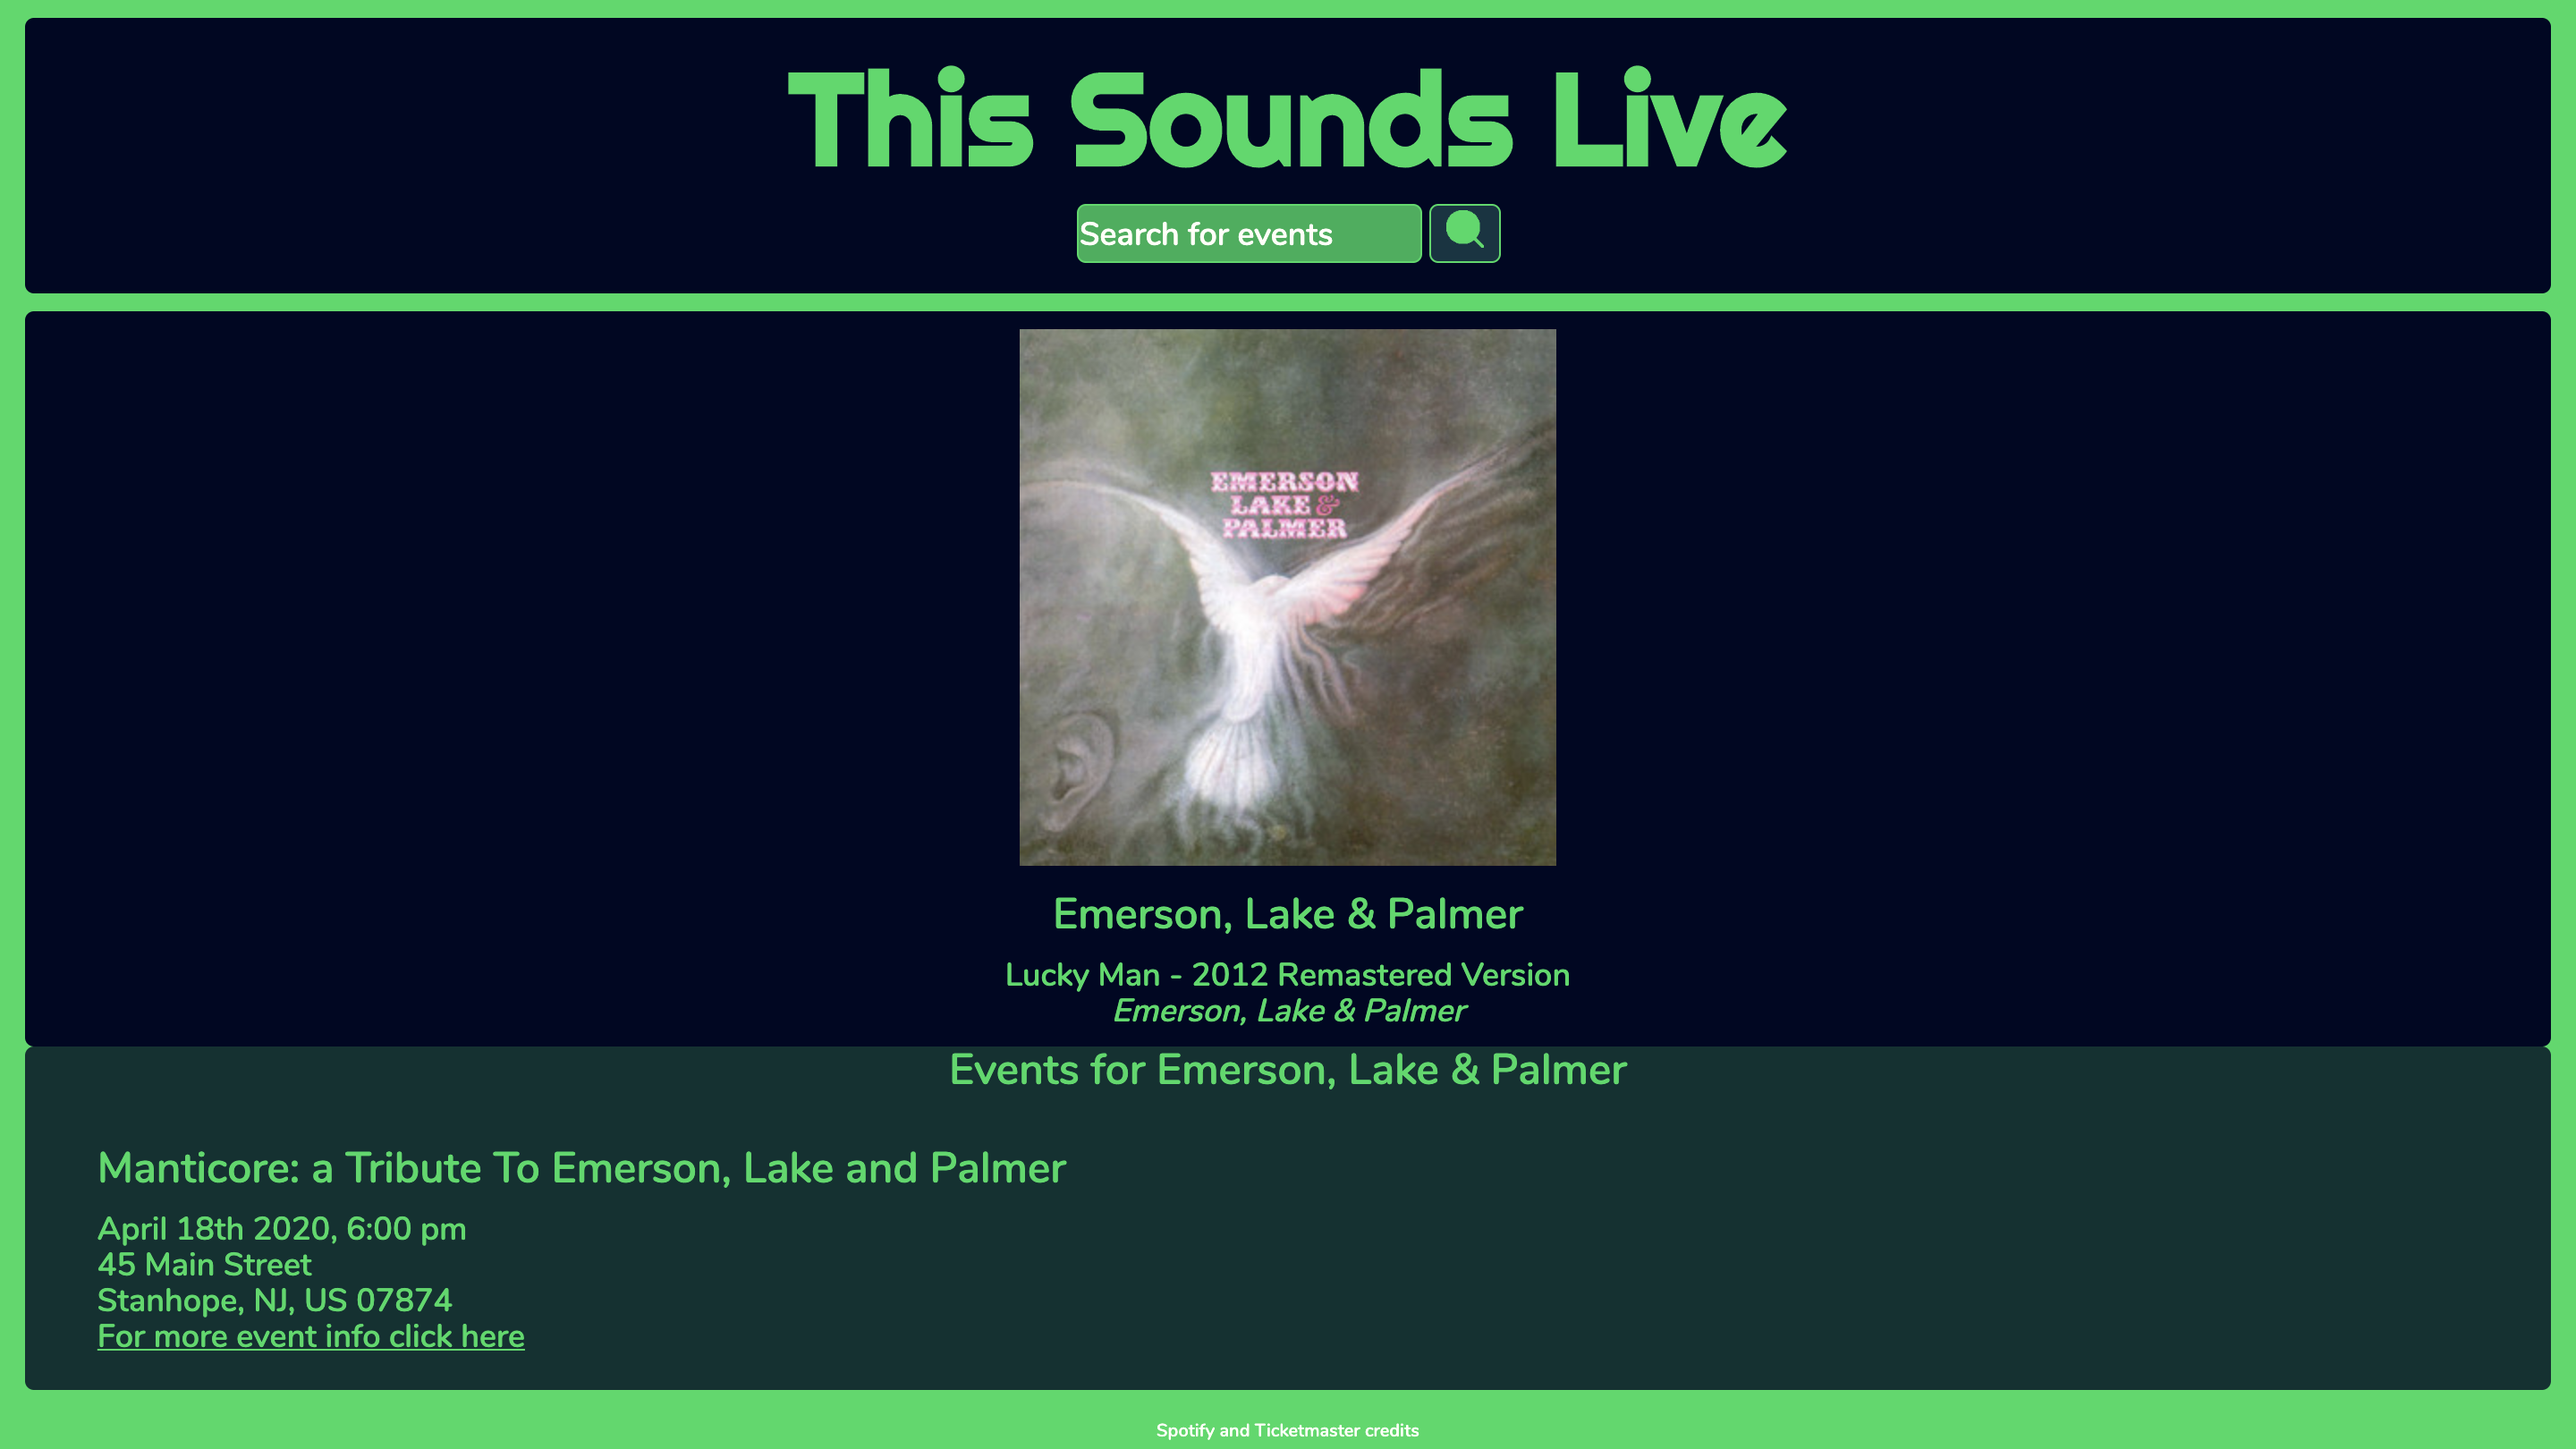 This Sounds Live
Search for events
EMERSON
LAKE &
PALMER
Emerson, Lake & Palmer
Lucky Man - 2012 Remastered Version
Emerson, Lake & Palmer
Events for Emerson, Lake & Palmer
Manticore: a Tribute To Emerson, Lake and Palmer
April 18th 2020, 6:00 pm
45 Main Street
Stanhope, NJ, US 07874
For more event info click here
Spotify and Ticketmaster credits